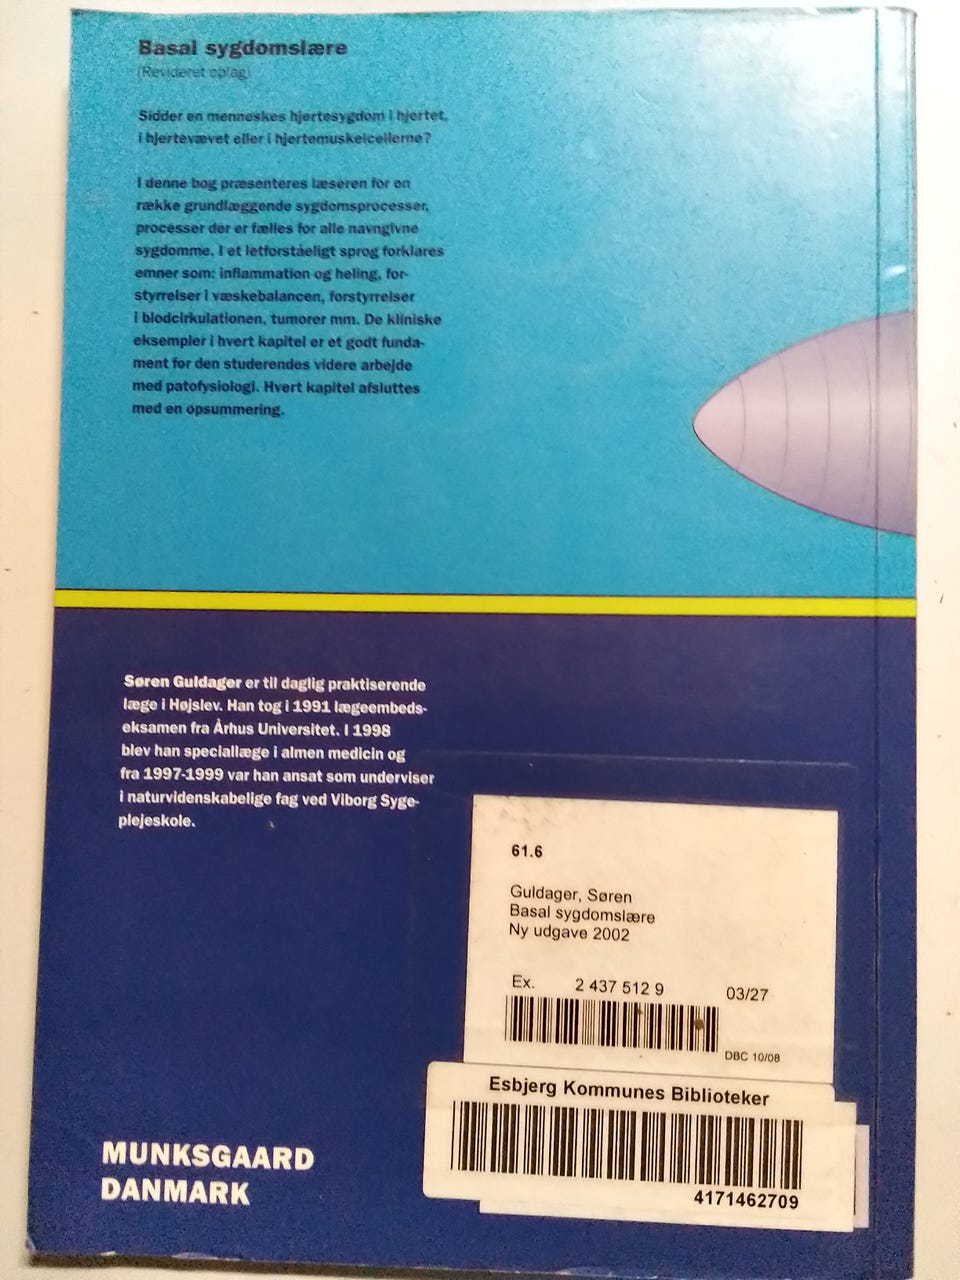 Basal sygdomslære
(Revideret oplag)
Sidder en menneskes hjertesygdom i hjertet,
i hjertevævet eller i hjertemuskelcellerne?
I denne bog præsenteres læseren for en
række grundlæggende sygdomsprocesser,
processer der er fælles for alle navngivne
sygdomme. I et letforståeligt sprog forklares
emner som: inflammation og heling, for-
styrrelser i væskebalancen, forstyrrelser
i blodcirkulationen, tumorer mm. De kliniske
eksempler i hvert kapitel er et godt funda-
ment for den studerendes videre arbejde
med patofysiologi. Hvert kapitel afsluttes
med en opsummering.
Søren Guldager er til daglig praktiserende
læge i Højslev. Han tog i 1991 lægeembeds-
eksamen fra Århus Universitet. I 1998
blev han speciallæge i almen medicin og
fra 1997-1999 var han ansat som underviser
i naturvidenskabelige fag ved Viborg Syge-
plejeskole.
61.6
Guldager, Søren
Basal sygdomslære
Ny udgave 2002
Ex. 2 437 512 9 03/27
DBC 10/08
Esbjerg Kommunes Biblioteker
4171462709
MUNKSGAARD
DANMARK